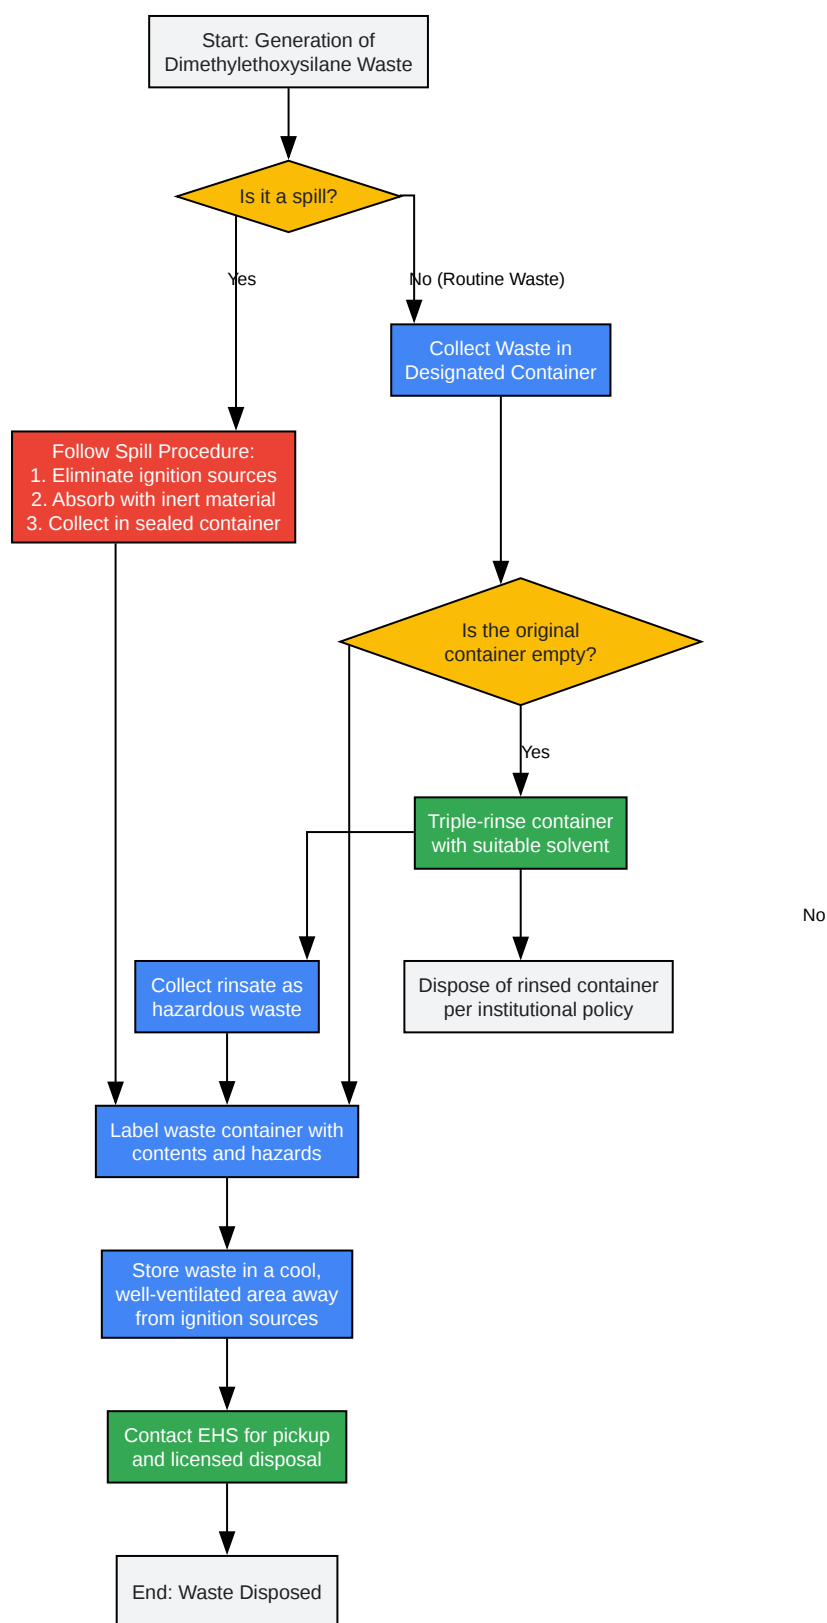 Start: Generation of
Dimethylethoxysilane Waste
Is it a spill?
Yes
No (Routine Waste)
Collect Waste in
Designated Container
Follow Spill Procedure:
1. Eliminate ignition sources
2. Absorb with inert material
3. Collect in sealed container
Is the original
container empty?
Yes
Triple-rinse container
with suitable solvent
No
Collect rinsate as
hazardous waste
Dispose of rinsed container
per institutional policy
Label waste container with
contents and hazards
Store waste in a cool,
well-ventilated area away
from ignition sources
Contact EHS for pickup
and licensed disposal
End: Waste Disposed